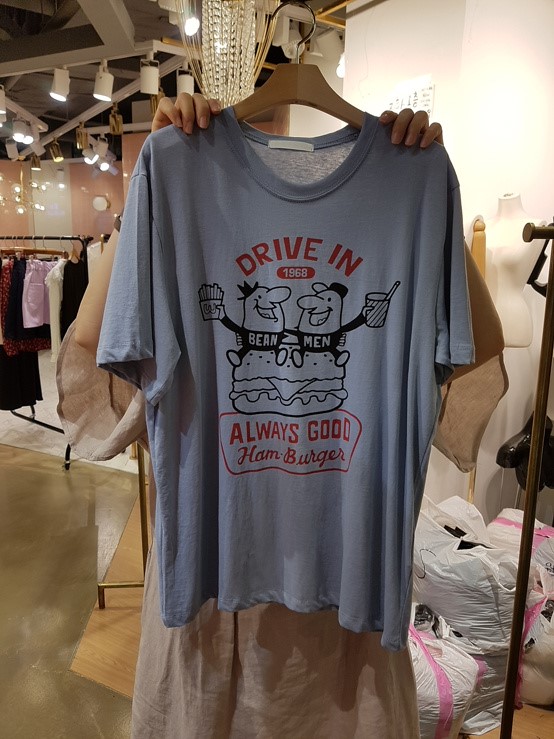 DRIVE IN
1968
BEAN MEN
ALWAYS GOOD
Ham-Burger